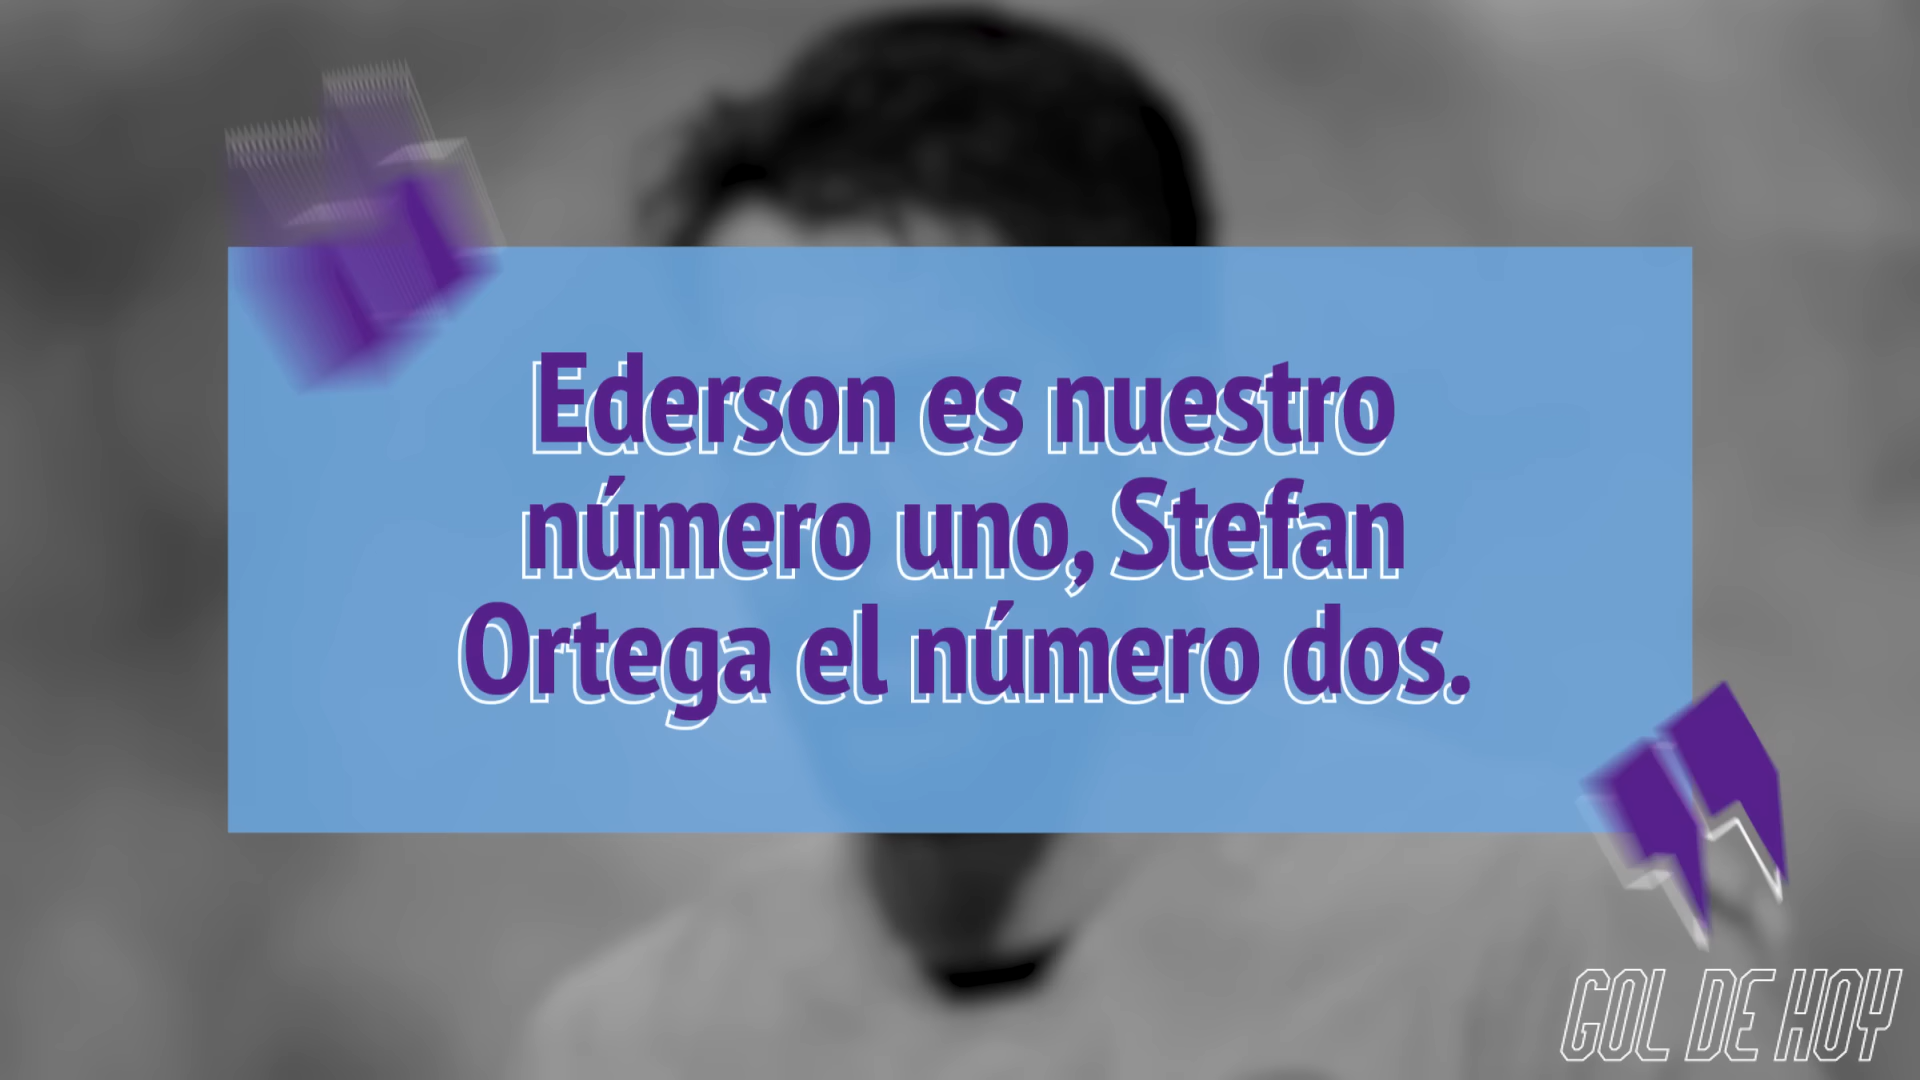 Ederson es nuestro
número uno, Stefan
Ortega el número dos.
GOL DE HOY